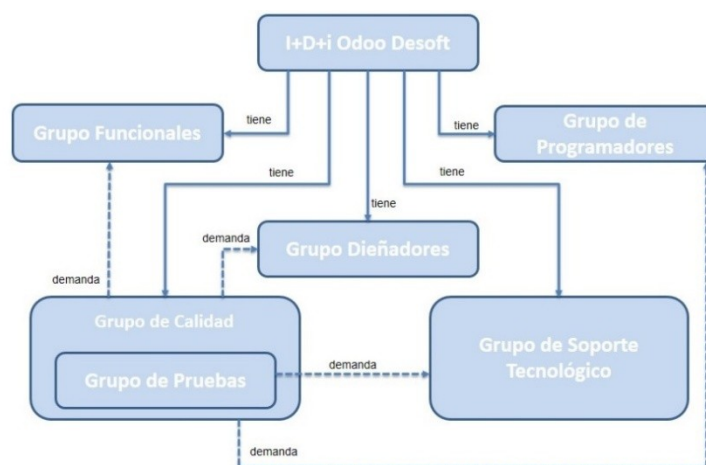 I+D+i Odoo Desoft
tiene
Grupo Funcionales
tiene
Grupo de
Programadores
tiene
tiene
tiene
demanda
Grupo Dieñadores
demanda
Grupo de Calidad
Grupo de Pruebas
demanda
Grupo de Soporte
Tecnológico
demanda